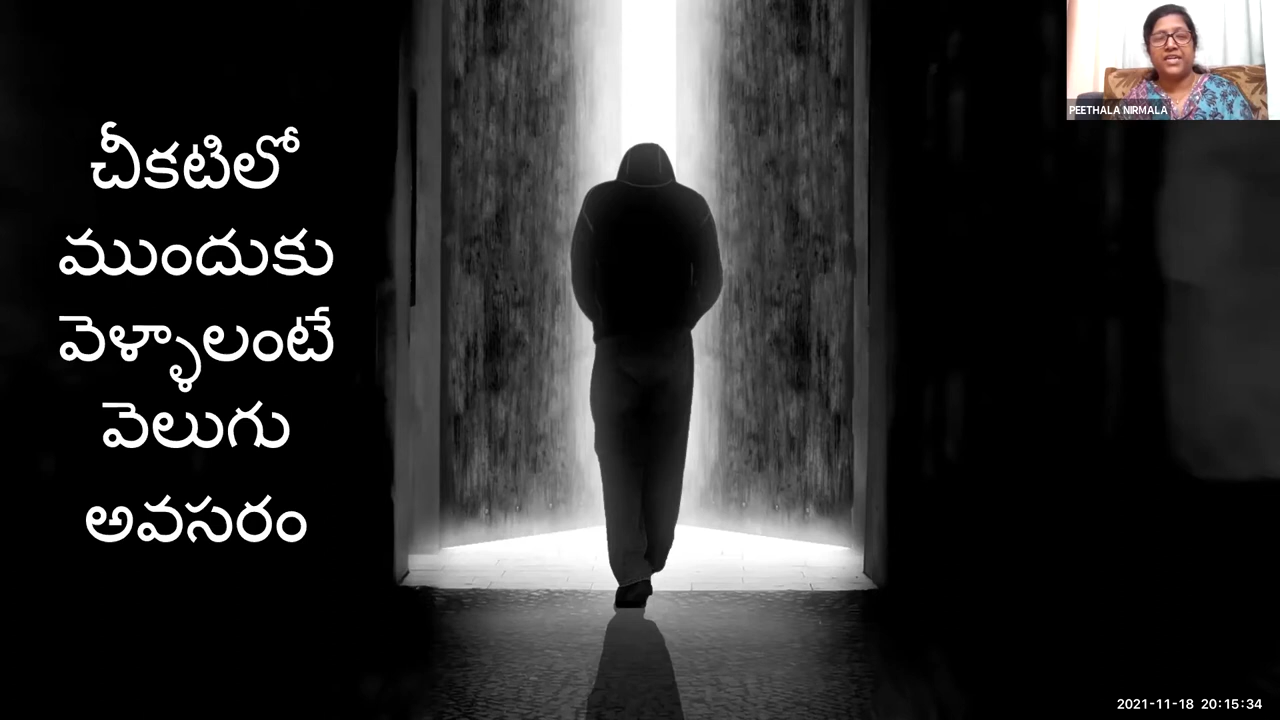 చీకటిలో
ముందుకు
వెళ్ళాలంటే
వెలుగు
అవసరం
PEETHALA NIRMALA
2021-11-18 20:15:34